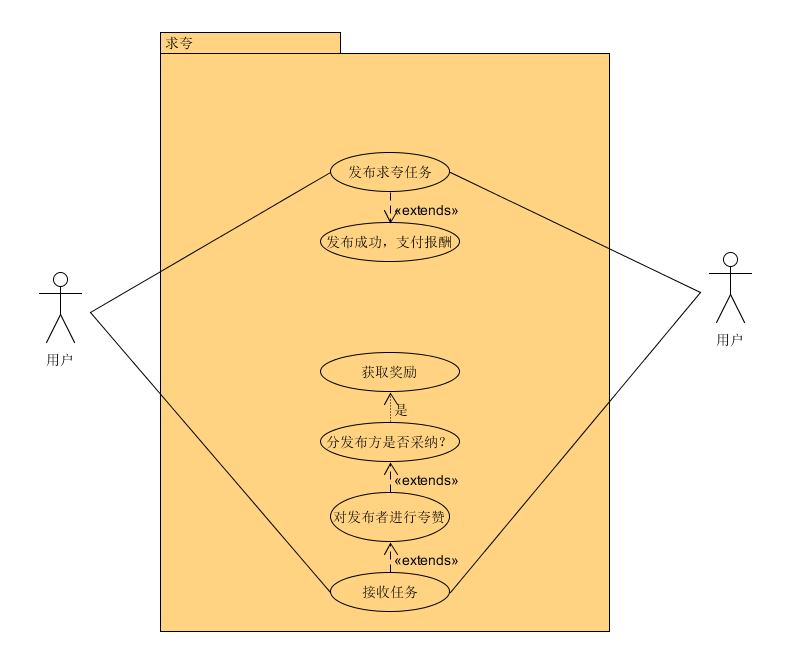 求夸
发布求夸任务
«extends»
发布成功，支付报酬
用户
用户
获取奖励
是
分发布方是否采纳？
«extends»
对发布者进行夸赞
«extends»
接收任务